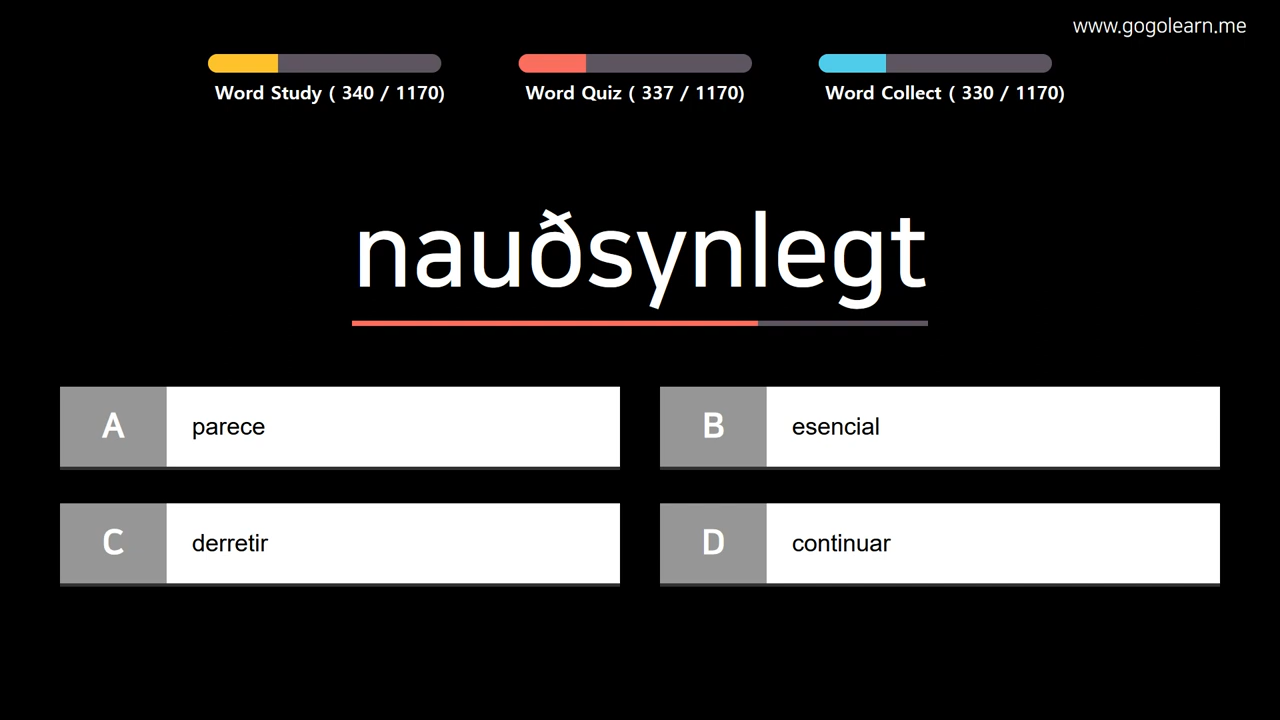 www.gogolearn.me
Word Study ( 340 / 1170)
Word Quiz ( 337 / 1170)
Word Collect ( 330 / 1170)
nauðsynlegt
A parece
B esencial
C derretir
D continuar